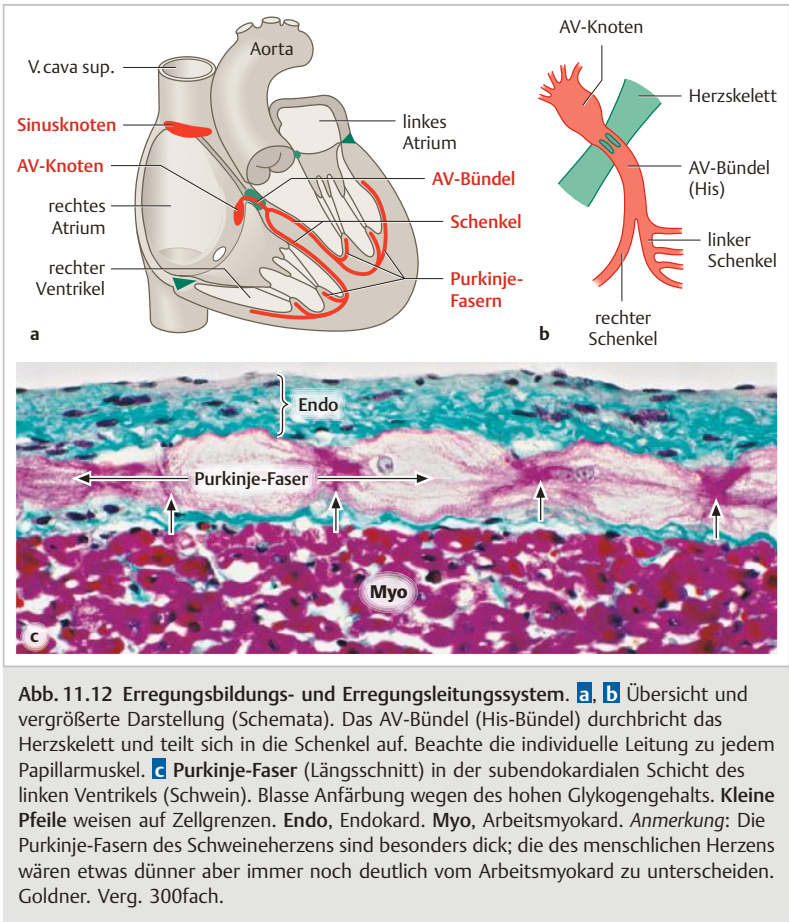 Aorta
V. cava sup.
Sinusknoten
AV-Knoten
rechtes
Atrium
rechter
Ventrikel
linkes
Atrium
AV-Bündel
Schenkel
Purkinje-
Fasern
a
AV-Knoten
Herzskelett
AV-Bündel
(His)
linker
Schenkel
rechter
Schenkel
b
Endo
Purkinje-Faser
Myo
c
Abb. 11.12 Erregungsbildungs- und Erregungsleitungssystem. a, b Übersicht und
vergrößerte Darstellung (Schemata). Das AV-Bündel (His-Bündel) durchbricht das
Herzskelett und teilt sich in die Schenkel auf. Beachte die individuelle Leitung zu jedem
Papillarmuskel. c Purkinje-Faser (Längsschnitt) in der subendokardialen Schicht des
linken Ventrikels (Schwein). Blasse Anfärbung wegen des hohen Glykogengehalts. Kleine
Pfeile weisen auf Zellgrenzen. Endo, Endokard. Myo, Arbeitsmyokard. Anmerkung: Die
Purkinje-Fasern des Schweineherzens sind besonders dick; die des menschlichen Herzens
wären etwas dünner aber immer noch deutlich vom Arbeitsmyokard zu unterscheiden.
Goldner. Verg. 300fach.